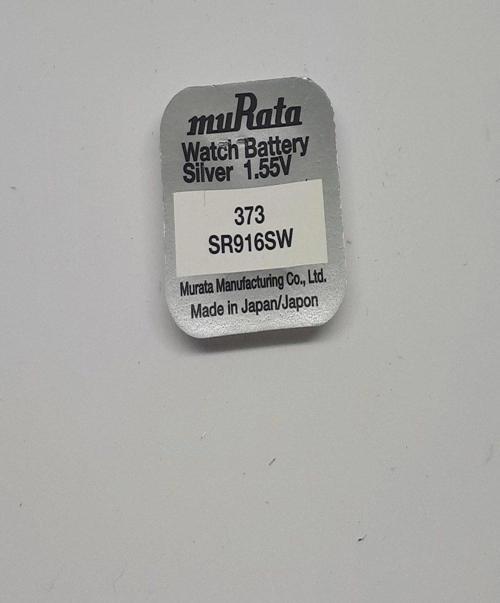 muRata
Watch Battery
Silver 1.55V
373
SR916SW
Murata Manufacturing Co., Ltd.
Made in Japan/Japon